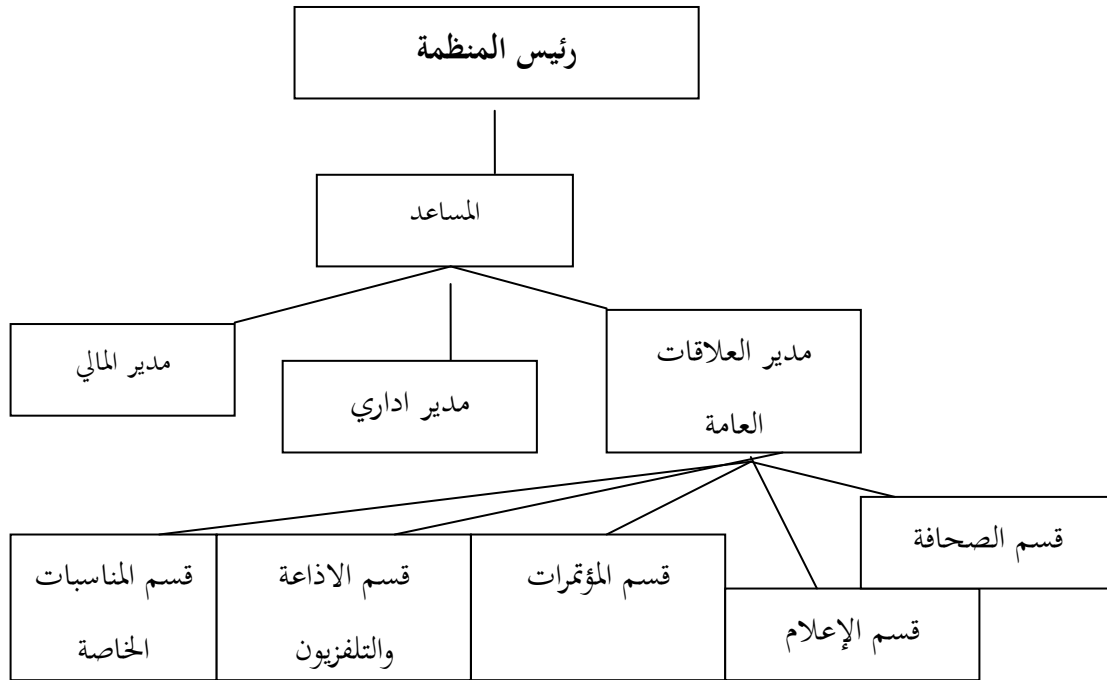 رئيس المنظمة
المساعد
مدير العلاقات
العامة
مدير اداري
مدير المالي
قسم الصحافة
قسم الإعلام
قسم المؤتمرات
قسم الاذاعة
والتلفزيون
قسم المناسبات
الخاصة